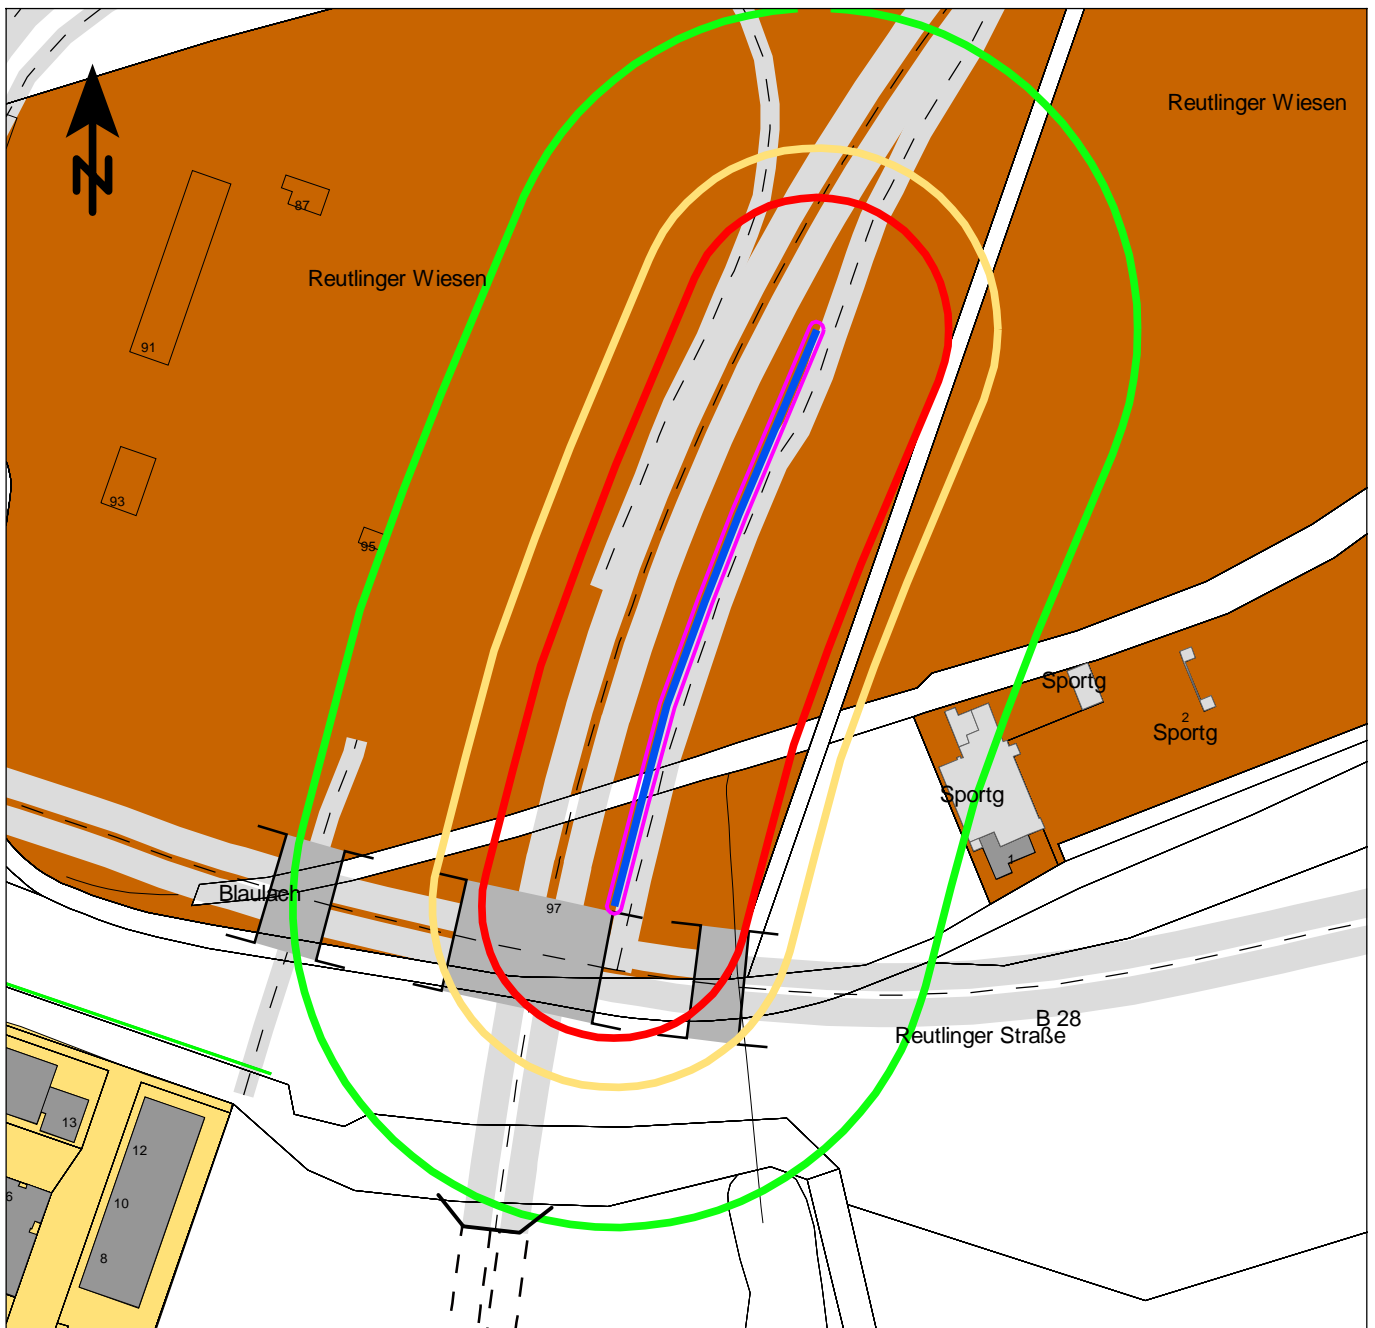 Reutlinger Wiesen
N
87
Reutlinger Wiesen
91
93
95
Sportg
2
Sportg
Sportg
1
Blaulach
97
B 28
Reutlinger Straße
13
12
6
10
8